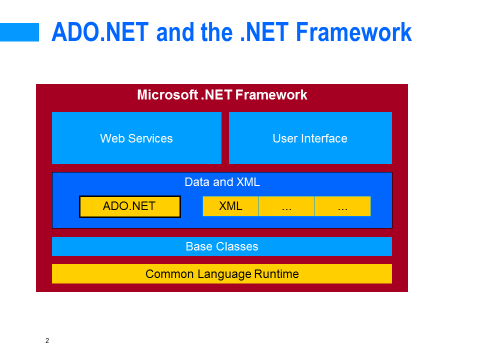 ADO.NET and the .NET Framework
Microsoft .NET Framework
Web Services
User Interface
Data and XML
ADO.NET
XML
...
...
Base Classes
Common Language Runtime
2